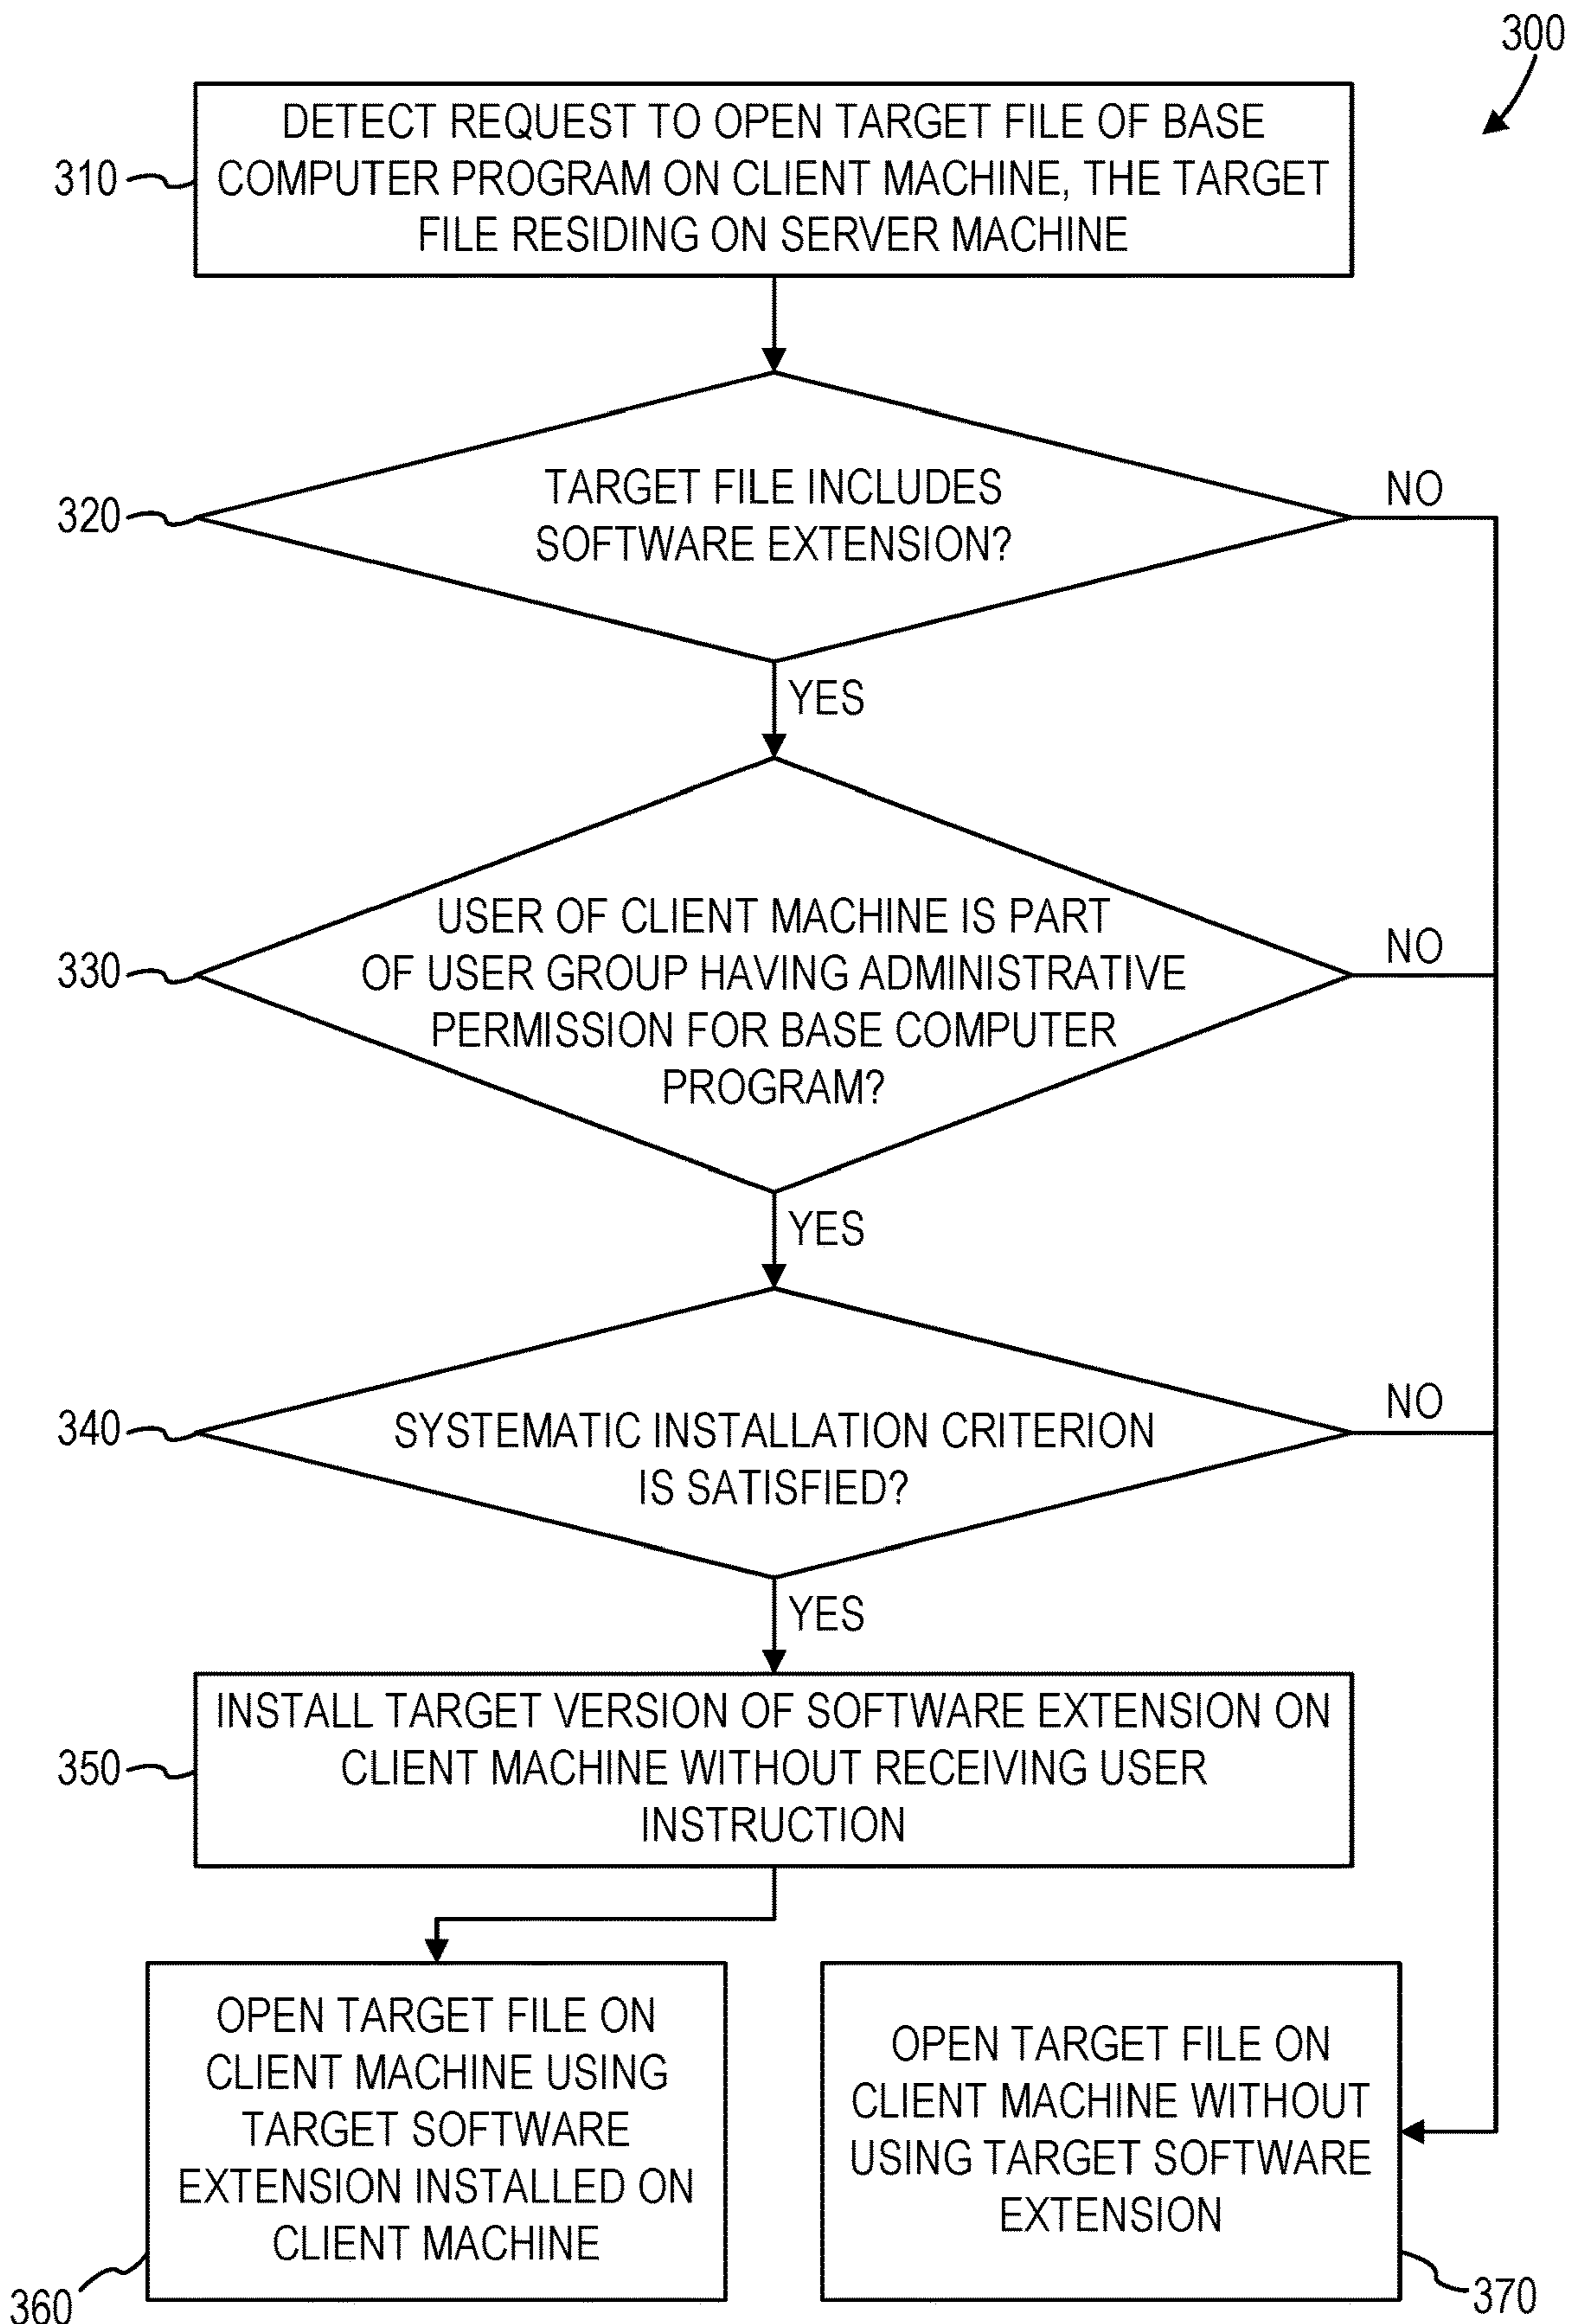 300
DETECT REQUEST TO OPEN TARGET FILE OF BASE
COMPUTER PROGRAM ON CLIENT MACHINE, THE TARGET
FILE RESIDING ON SERVER MACHINE
310
TARGET FILE INCLUDES
SOFTWARE EXTENSION?
320
NO
YES
USER OF CLIENT MACHINE IS PART
OF USER GROUP HAVING ADMINISTRATIVE
PERMISSION FOR BASE COMPUTER
PROGRAM?
330
NO
YES
SYSTEMATIC INSTALLATION CRITERION
IS SATISFIED?
340
NO
YES
INSTALL TARGET VERSION OF SOFTWARE EXTENSION ON
CLIENT MACHINE WITHOUT RECEIVING USER
INSTRUCTION
350
OPEN TARGET FILE ON
CLIENT MACHINE USING
TARGET SOFTWARE
EXTENSION INSTALLED ON
CLIENT MACHINE
360
OPEN TARGET FILE ON
CLIENT MACHINE WITHOUT
USING TARGET SOFTWARE
EXTENSION
370